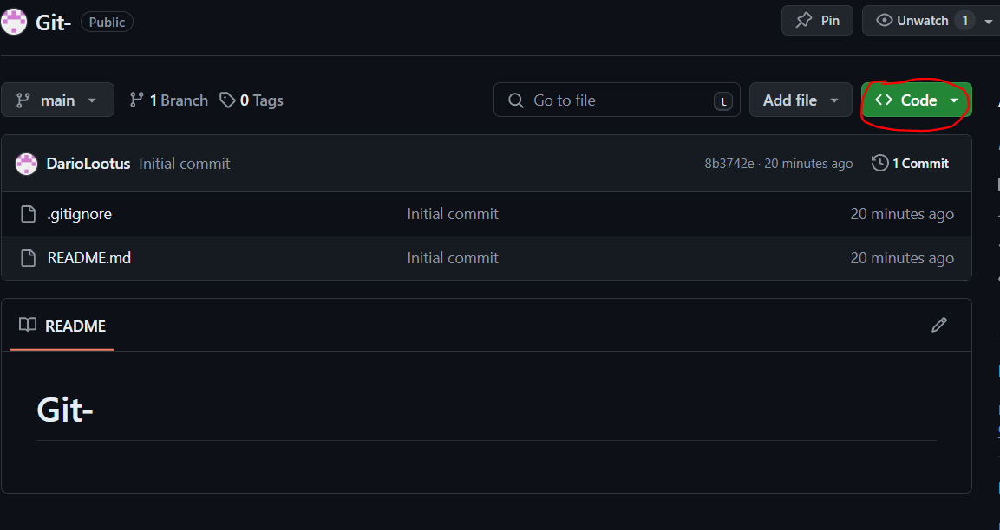 Git- Public Pin Unwatch 1
main 1 Branch 0 Tags Go to file t Add file <> Code
DarioLootus Initial commit 8b3742e · 20 minutes ago 1 Commit
.gitignore Initial commit 20 minutes ago
README.md Initial commit 20 minutes ago
README
Git-